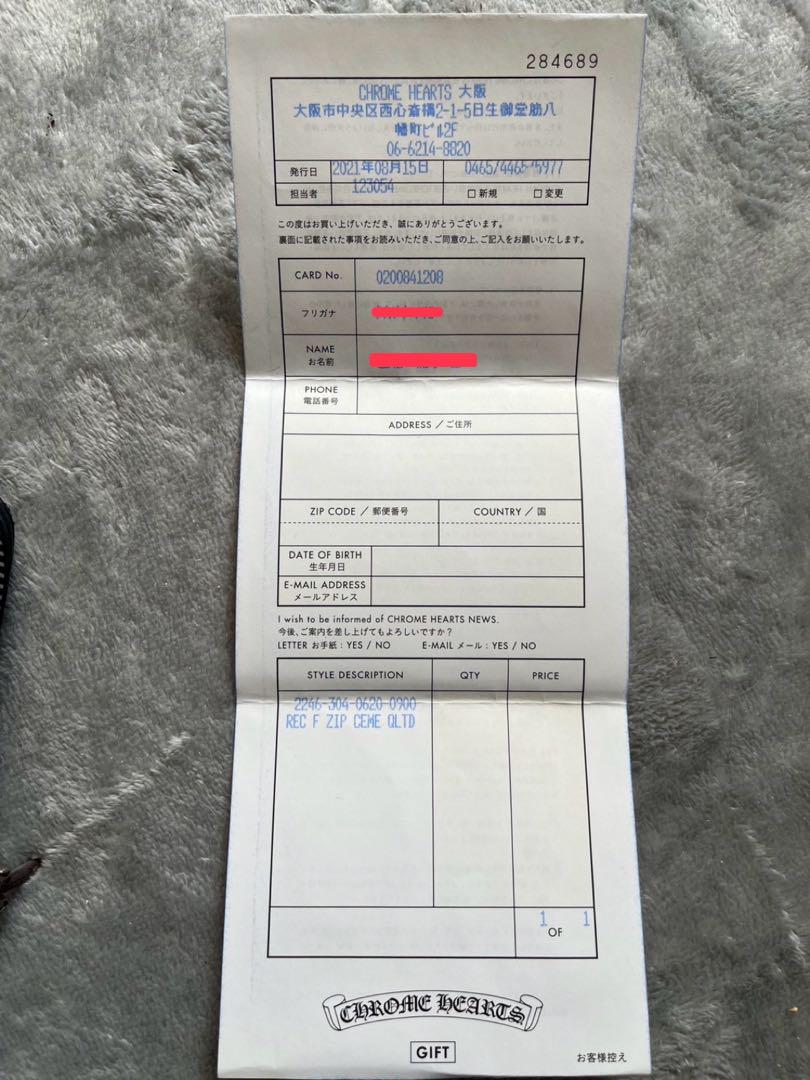 284689
CHROME HEARTS 大阪
大阪市中央区西心斎橋2-1-5日生御堂筋八
幡町ビル2F
06-6214-8820
発行日 2021年08月15日 0465/4465/5977
担当者 123054 □ 新規 □ 変更
この度はお買い上げいただき、誠にありがとうございます。
裏面に記載された事項をお読みいただき、ご同意の上、ご記入をお願いいたします。
CARD No. 0200841208
フリガナ
NAME
お名前
PHONE
電話番号
ADDRESS / ご住所
ZIP CODE / 郵便番号 COUNTRY / 国
DATE OF BIRTH
生年月日
E-MAIL ADDRESS
メールアドレス
I wish to be informed of CHROME HEARTS NEWS.
今後、ご案内を差し上げてもよろしいですか?
LETTER お手紙 : YES / NO E-MAIL メール : YES / NO
STYLE DESCRIPTION QTY PRICE
2246-304-0620-0900
REC F ZIP CEME QLTD
1 OF 1
CHROME HEARTS
GIFT
お客様控え